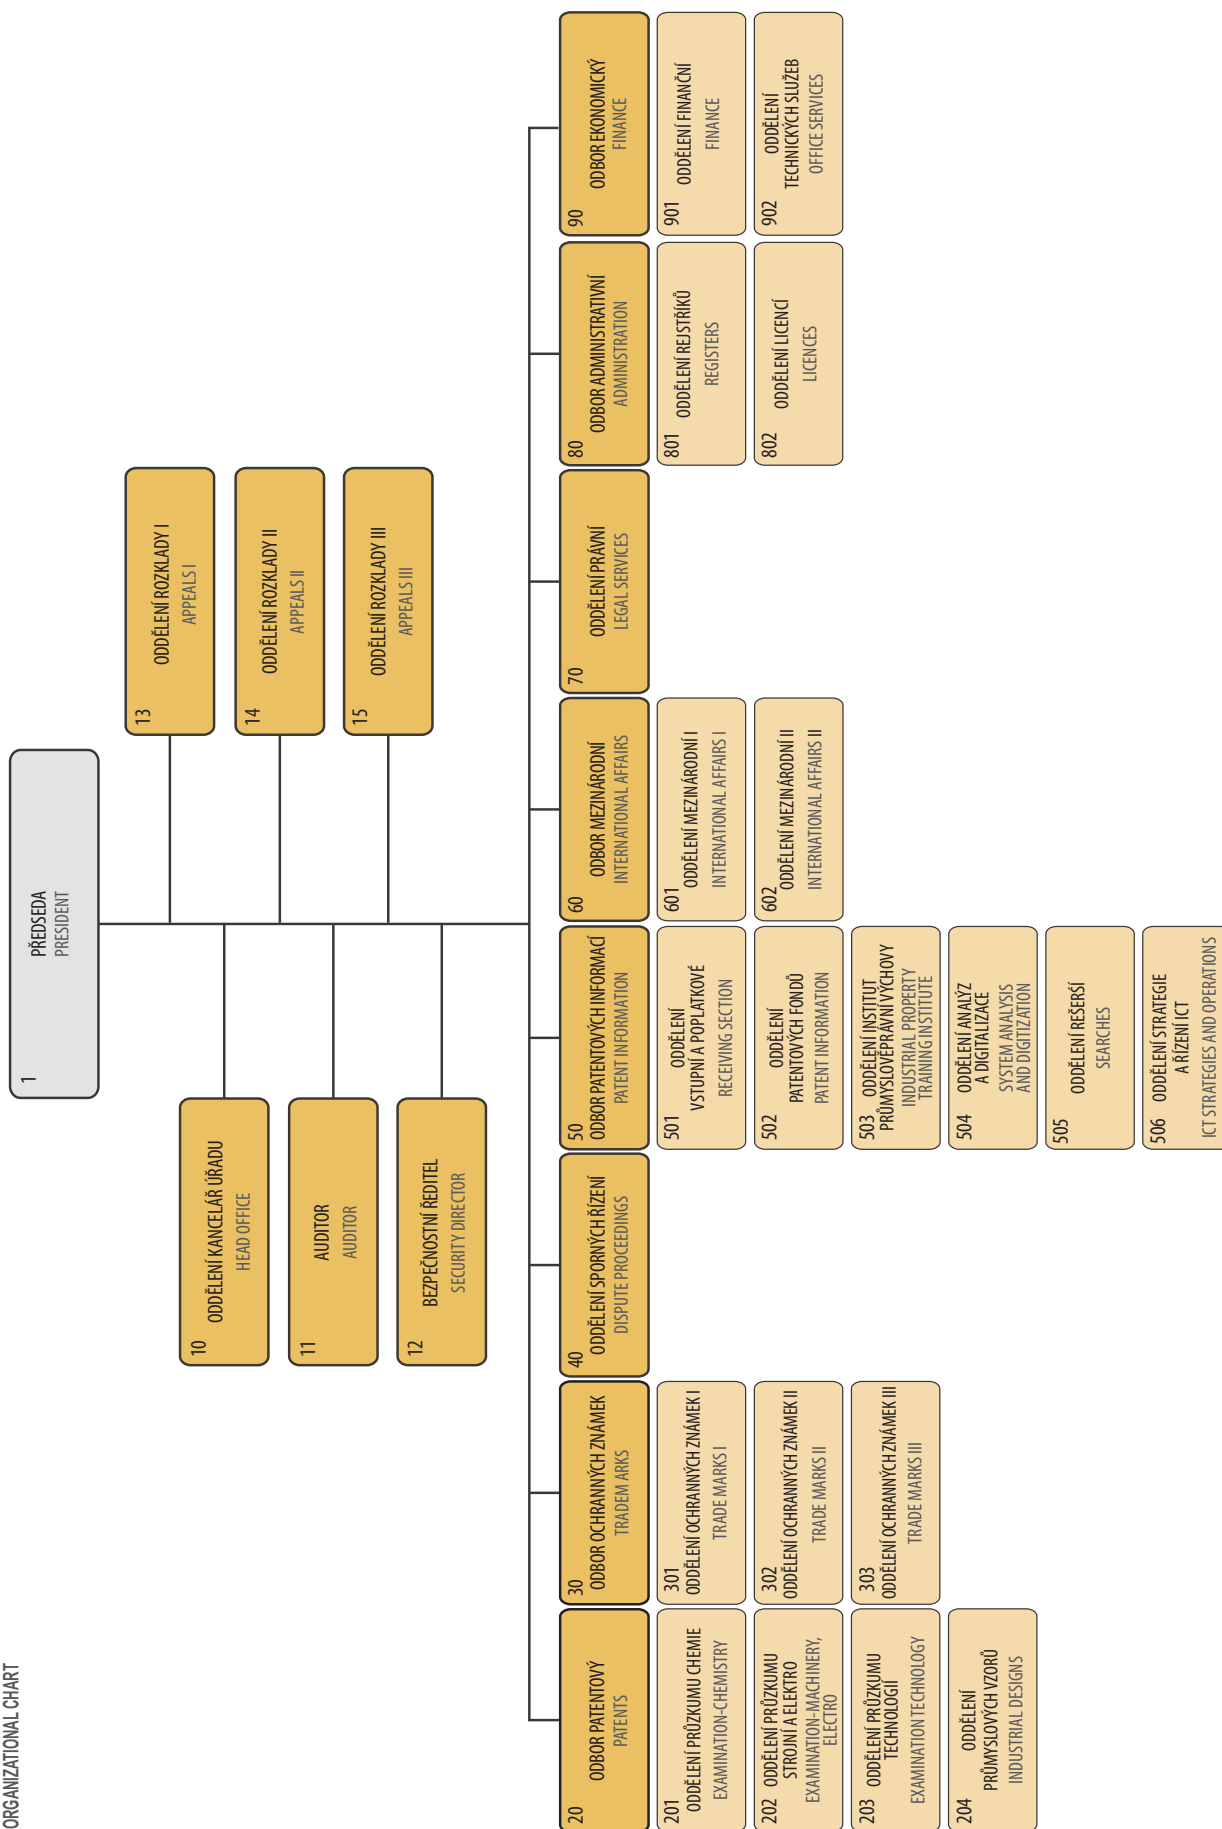 ORGANIZATIONAL CHART
1
PŘEDSEDA
PRESIDENT
10
ODDĚLENÍ KANCELÁŘ ÚŘADU
HEAD OFFICE
11
AUDITOR
AUDITOR
12
BEZPEČNOSTNÍ ŘEDITEL
SECURITY DIRECTOR
13
ODDĚLENÍ ROZKLADY I
APPEALS I
14
ODDĚLENÍ ROZKLADY II
APPEALS II
15
ODDĚLENÍ ROZKLADY III
APPEALS III
20
ODBOR PATENTOVÝ
PATENTS
201
ODDĚLENÍ PRŮZKUMU CHEMIE
EXAMINATION-CHEMISTRY
202 ODDĚLENÍ PRŮZKUMU
STROJNÍ A ELEKTRO
EXAMINATION-MACHINERY,
ELECTRO
203 ODDĚLENÍ PRŮZKUMU
TECHNOLOGIÍ
EXAMINATION TECHNOLOGY
204
ODDĚLENÍ
PRŮMYSLOVÝCH VZORŮ
INDUSTRIAL DESIGNS
30
ODBOR OCHRANNÝCH ZNÁMEK
TRADEM ARKS
301
ODDĚLENÍ OCHRANNÝCH ZNÁMEK I
TRADE MARKS I
302
ODDĚLENÍ OCHRANNÝCH ZNÁMEK II
TRADE MARKS II
303
ODDĚLENÍ OCHRANNÝCH ZNÁMEK III
TRADE MARKS III
40
ODDĚLENÍ SPORNÝCH ŘÍZENÍ
DISPUTE PROCEEDINGS
50
ODBOR PATENTOVÝCH INFORMACÍ
PATENT INFORMATION
501
ODDĚLENÍ
VSTUPNÍ A POPLATKOVÉ
RECEIVING SECTION
502
ODDĚLENÍ
PATENTOVÝCH FONDŮ
PATENT INFORMATION
503 ODDĚLENÍ INSTITUT
PRŮMYSLOVĚPRÁVNÍ VÝCHOVY
INDUSTRIAL PROPERTY
TRAINING INSTITUTE
504 ODDĚLENÍ ANALÝZ
A DIGITALIZACE
SYSTEM ANALYSIS
AND DIGITIZATION
505
ODDĚLENÍ REŠERŠÍ
SEARCHES
506 ODDĚLENÍ STRATEGIE
A ŘÍZENÍ ICT
ICT STRATEGIES AND OPERATIONS
60
ODBOR MEZINÁRODNÍ
INTERNATIONAL AFFAIRS
601
ODDĚLENÍ MEZINÁRODNÍ I
INTERNATIONAL AFFAIRS I
602
ODDĚLENÍ MEZINÁRODNÍ II
INTERNATIONAL AFFAIRS II
70
ODDĚLENÍ PRÁVNÍ
LEGAL SERVICES
80
ODBOR ADMINISTRATIVNÍ
ADMINISTRATION
801
ODDĚLENÍ REJSTŘÍKŮ
REGISTERS
802
ODDĚLENÍ LICENCÍ
LICENCES
90
ODBOR EKONOMICKÝ
FINANCE
901
ODDĚLENÍ FINANČNÍ
FINANCE
902
ODDĚLENÍ
TECHNICKÝCH SLUŽEB
OFFICE SERVICES